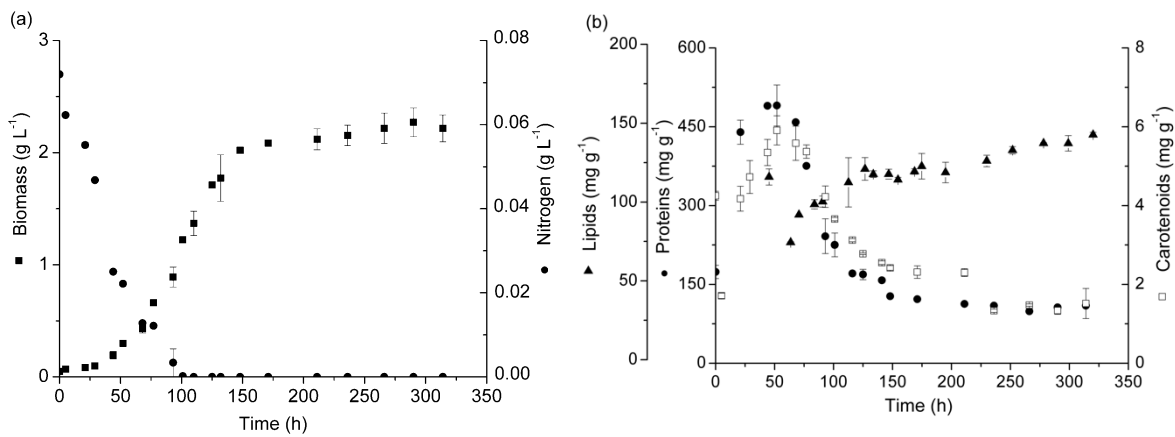 (a)
3
2
1
0
Biomass (g L⁻¹)
0.08
0.06
0.04
0.02
0.00
Nitrogen (g L⁻¹)
0 50 100 150 200 250 300 350
Time (h)
(b)
200
150
100
50
0
Lipids (mg g⁻¹)
600
450
300
150
0
Proteins (mg g⁻¹)
8
6
4
2
0
Carotenoids (mg g⁻¹)
0 50 100 150 200 250 300 350
Time (h)